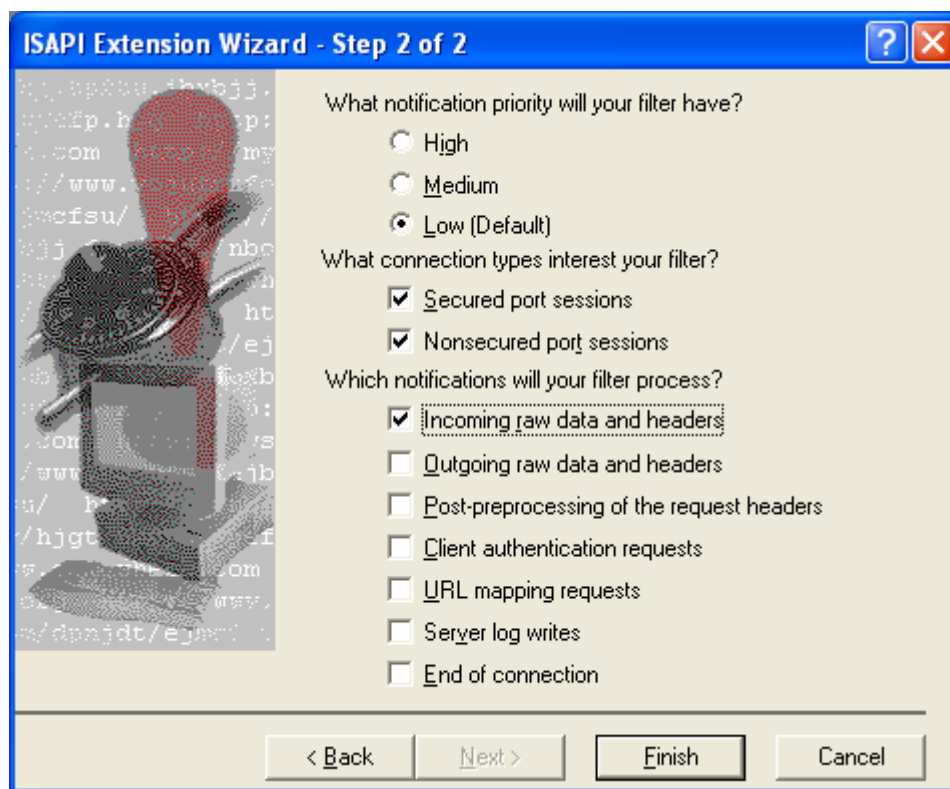 ISAPI Extension Wizard - Step 2 of 2
What notification priority will your filter have?
High
Medium
Low (Default)
What connection types interest your filter?
Secured port sessions
Nonsecured port sessions
Which notifications will your filter process?
Incoming raw data and headers
Outgoing raw data and headers
Post-preprocessing of the request headers
Client authentication requests
URL mapping requests
Server log writes
End of connection
< Back
Next >
Finish
Cancel